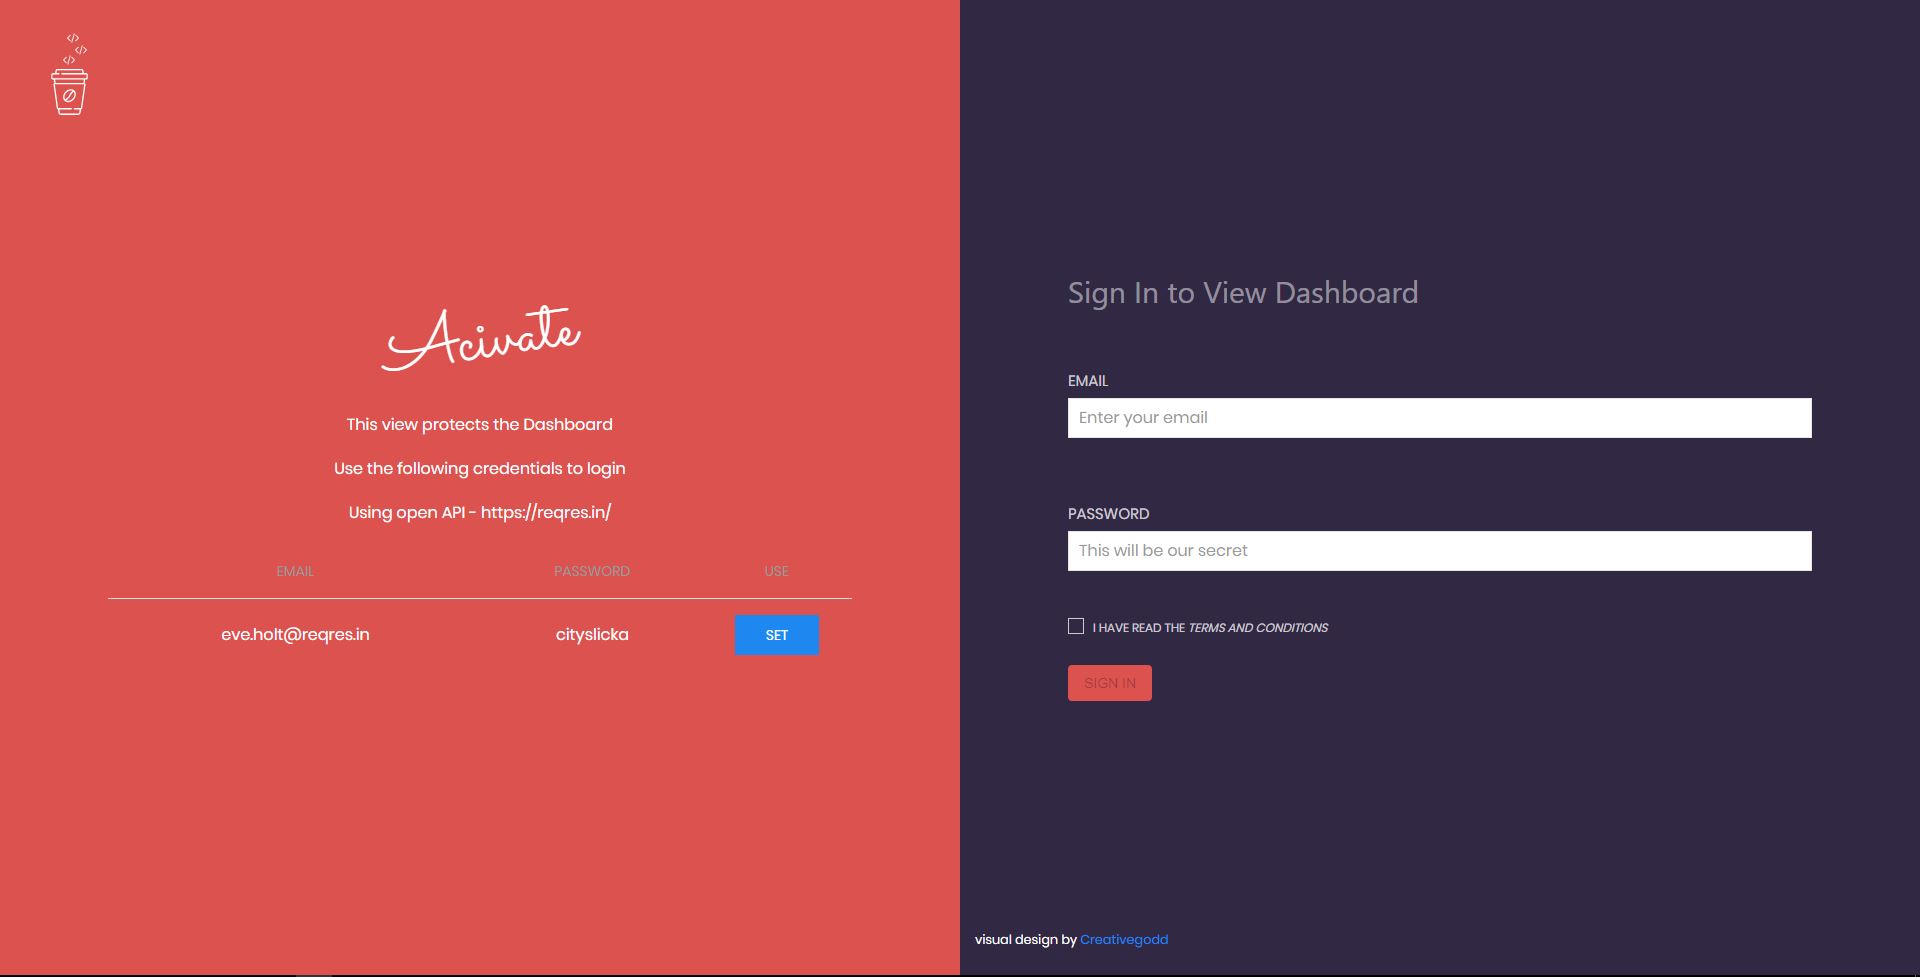 Acivate
This view protects the Dashboard
Use the following credentials to login
Using open API - https://reqres.in/
EMAIL PASSWORD USE
eve.holt@reqres.in cityslicka SET
Sign In to View Dashboard
EMAIL
Enter your email
PASSWORD
This will be our secret
I HAVE READ THE TERMS AND CONDITIONS
SIGN IN
visual design by Creativegodd